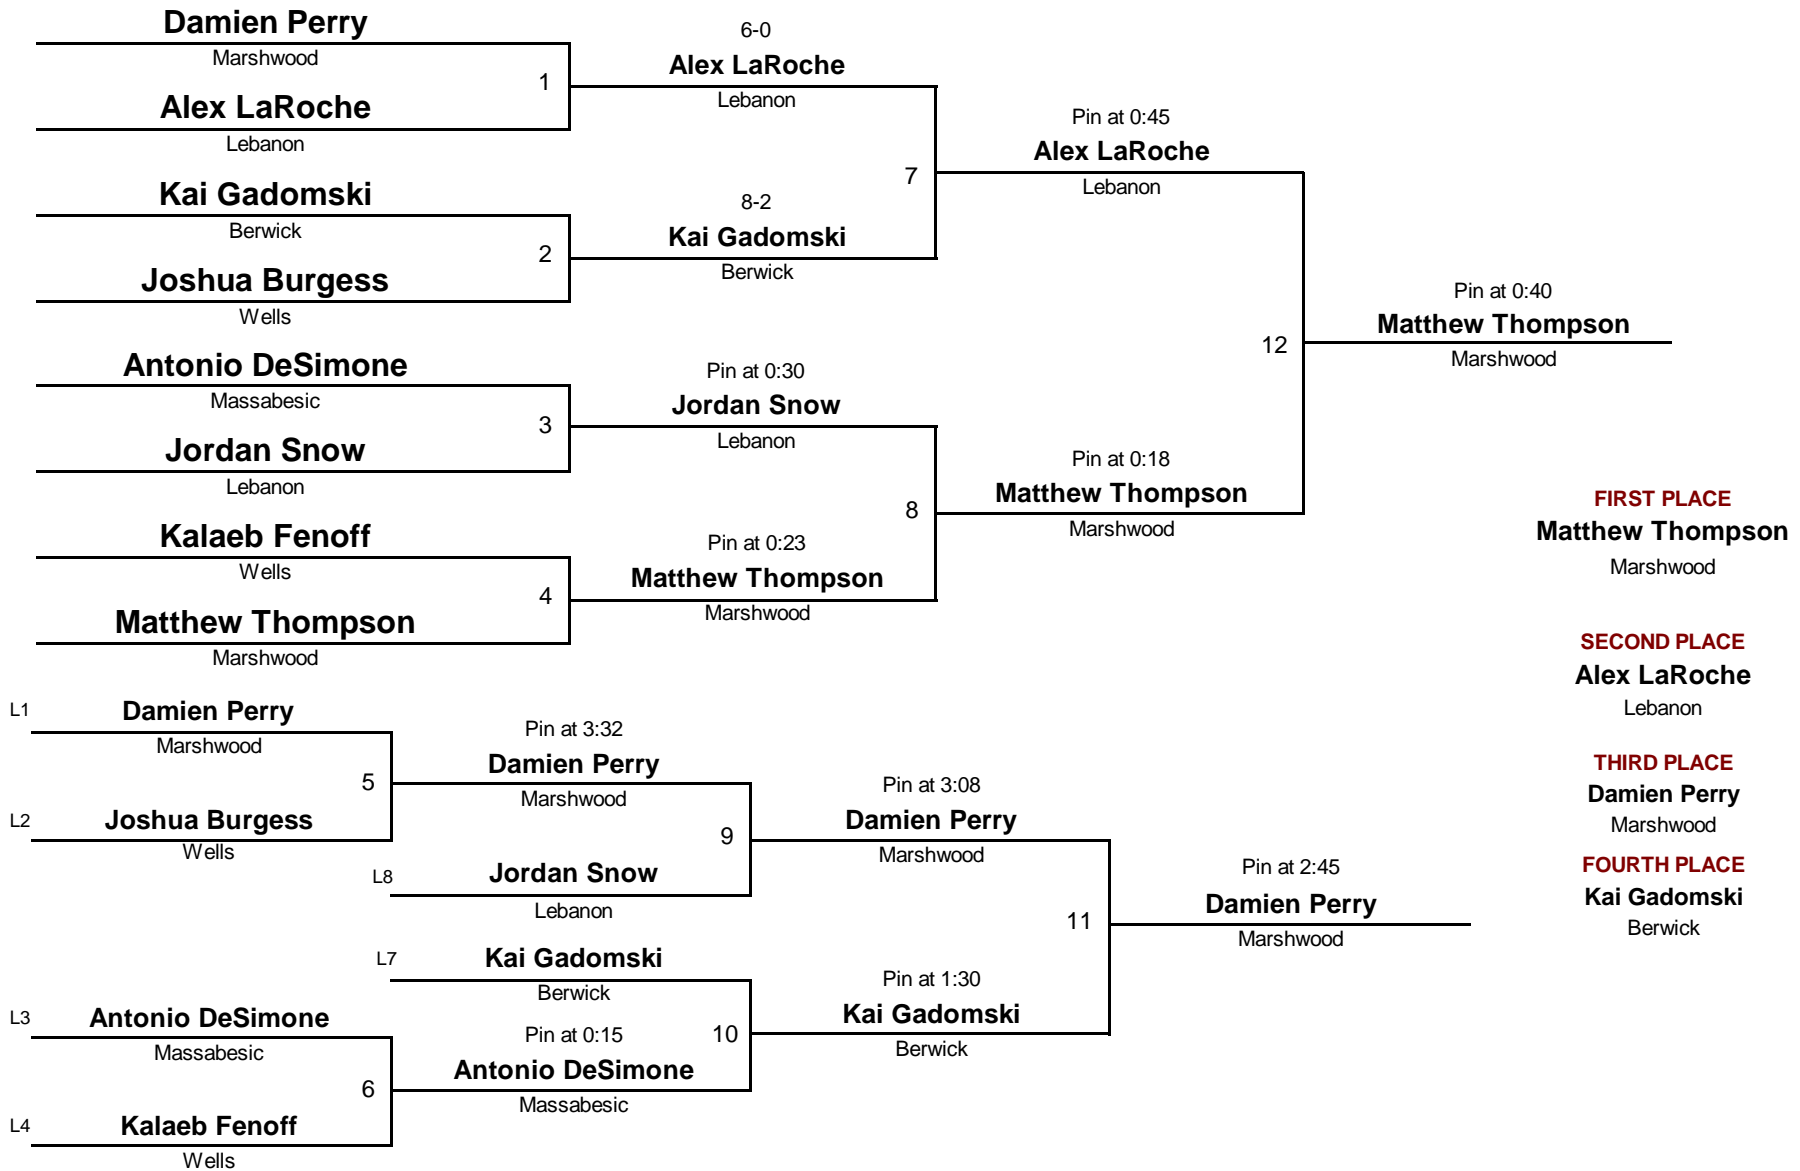 Damien Perry
Marshwood
1
Alex LaRoche
Lebanon
Kai Gadomski
Berwick
2
Joshua Burgess
Wells
Antonio DeSimone
Massabesic
3
Jordan Snow
Lebanon
Kalaeb Fenoff
Wells
4
Matthew Thompson
Marshwood
6-0
Alex LaRoche
Lebanon
7
8-2
Kai Gadomski
Berwick
Pin at 0:30
Jordan Snow
Lebanon
8
Pin at 0:23
Matthew Thompson
Marshwood
Pin at 0:45
Alex LaRoche
Lebanon
12
Pin at 0:18
Matthew Thompson
Marshwood
Pin at 0:40
Matthew Thompson
Marshwood
FIRST PLACE
Matthew Thompson
Marshwood
SECOND PLACE
Alex LaRoche
Lebanon
THIRD PLACE
Damien Perry
Marshwood
FOURTH PLACE
Kai Gadomski
Berwick
L1 Damien Perry
Marshwood
5
L2 Joshua Burgess
Wells
L3 Antonio DeSimone
Massabesic
6
L4 Kalaeb Fenoff
Wells
Pin at 3:32
Damien Perry
Marshwood
9
L8 Jordan Snow
Lebanon
L7 Kai Gadomski
Berwick
10
Pin at 0:15
Antonio DeSimone
Massabesic
Pin at 3:08
Damien Perry
Marshwood
11
Pin at 1:30
Kai Gadomski
Berwick
Pin at 2:45
Damien Perry
Marshwood